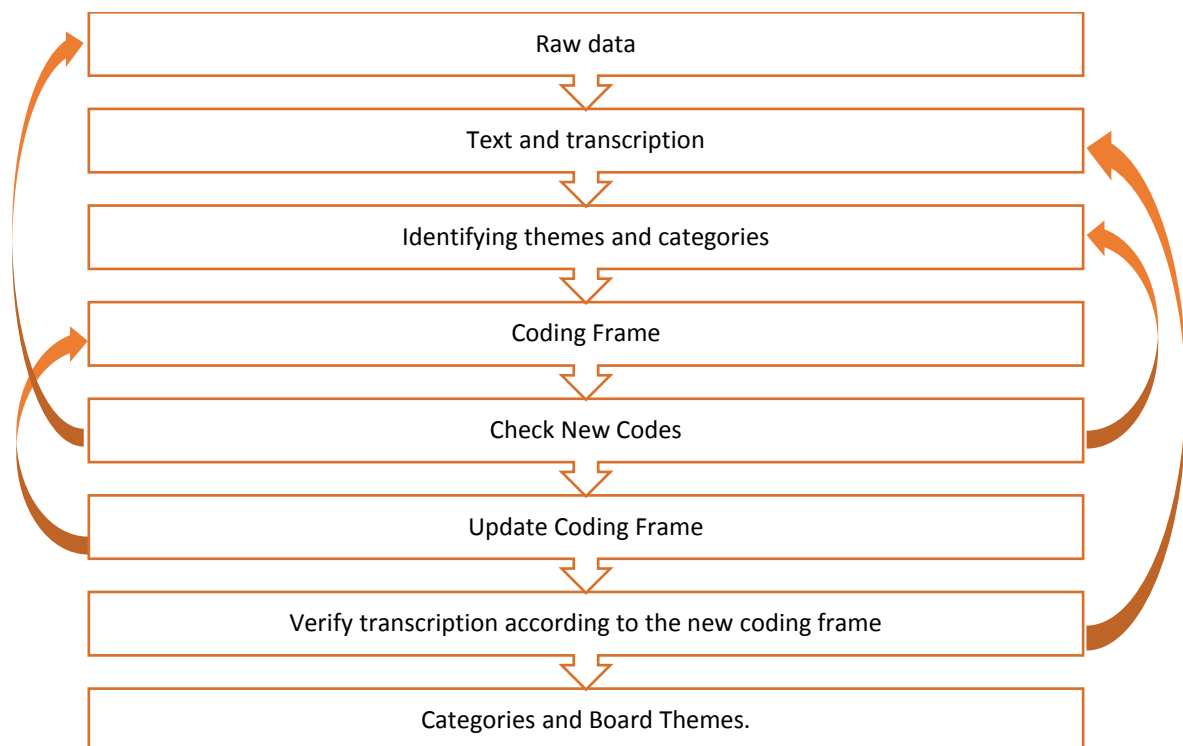 Raw data
Text and transcription
Identifying themes and categories
Coding Frame
Check New Codes
Update Coding Frame
Verify transcription according to the new coding frame
Categories and Board Themes.